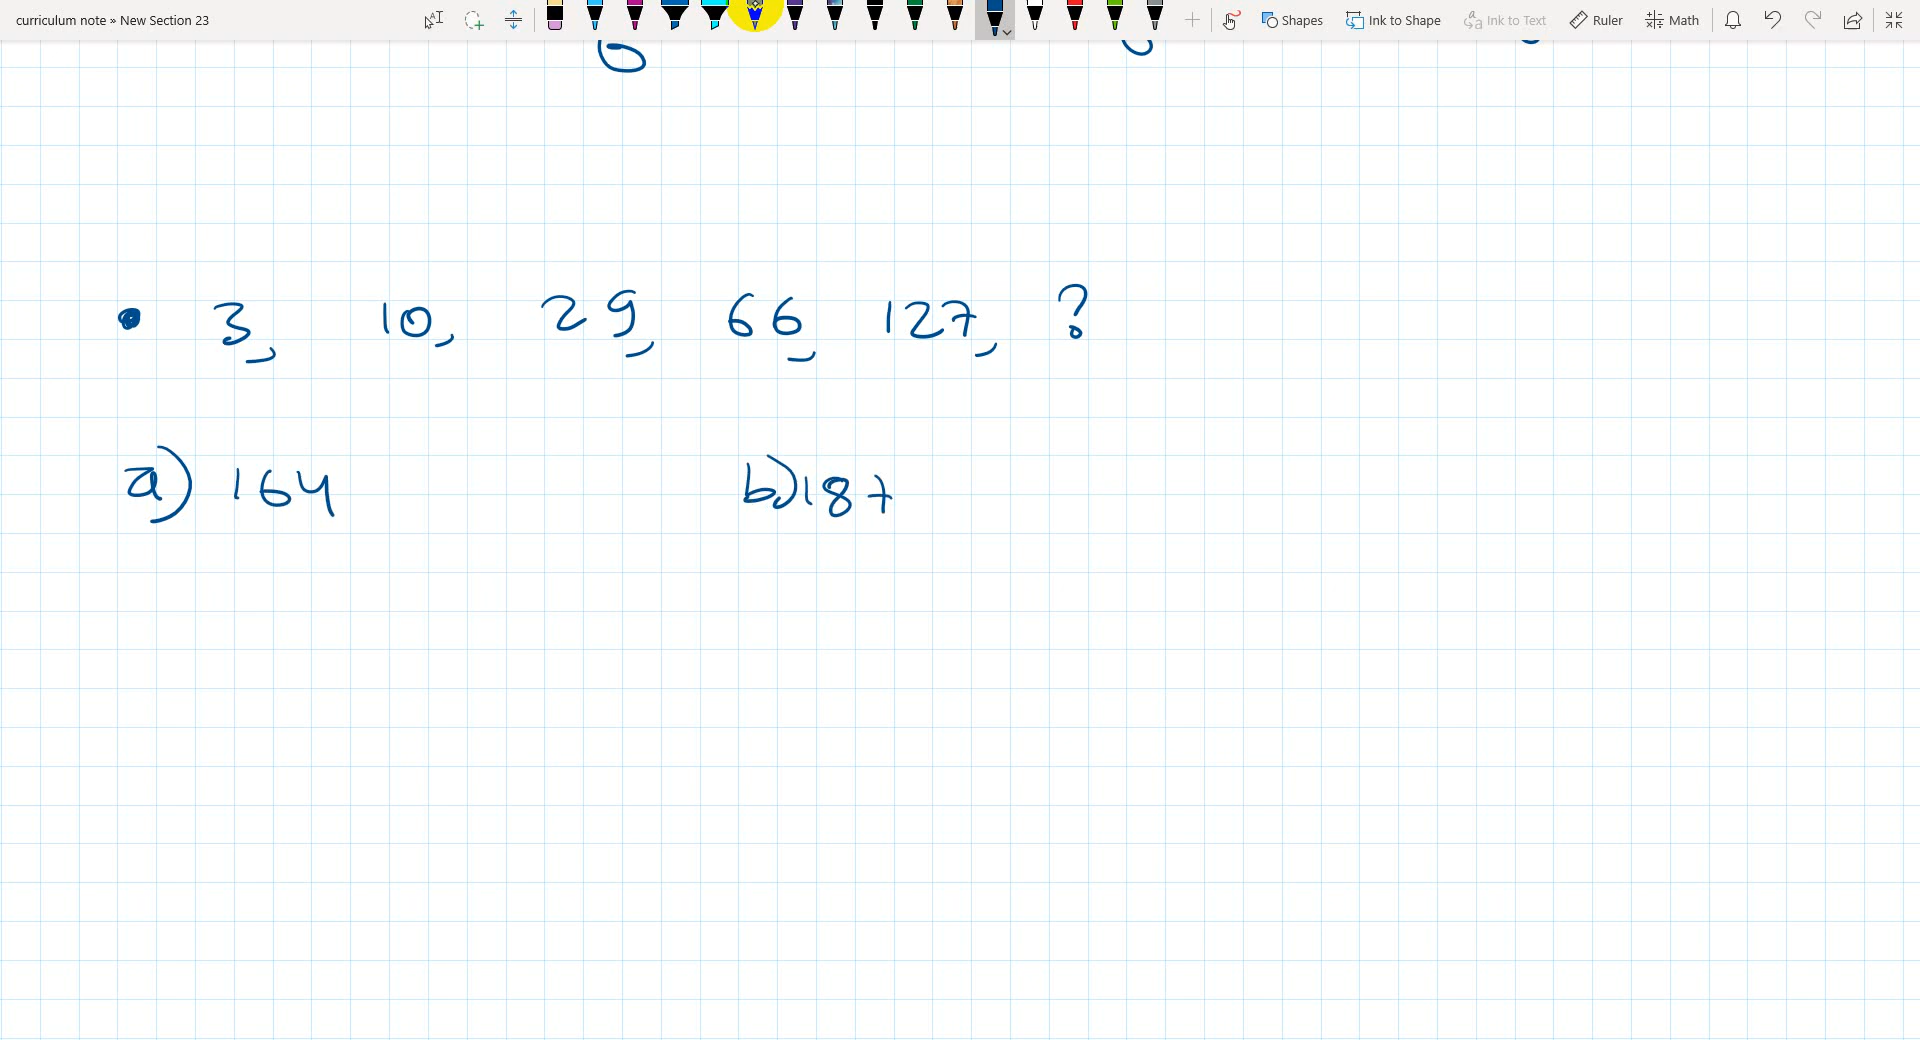 curriculum note » New Section 23
Shapes Ink to Shape Ink to Text Ruler Math
• 3, 10, 29, 66, 127, ?
a) 164 b) 187